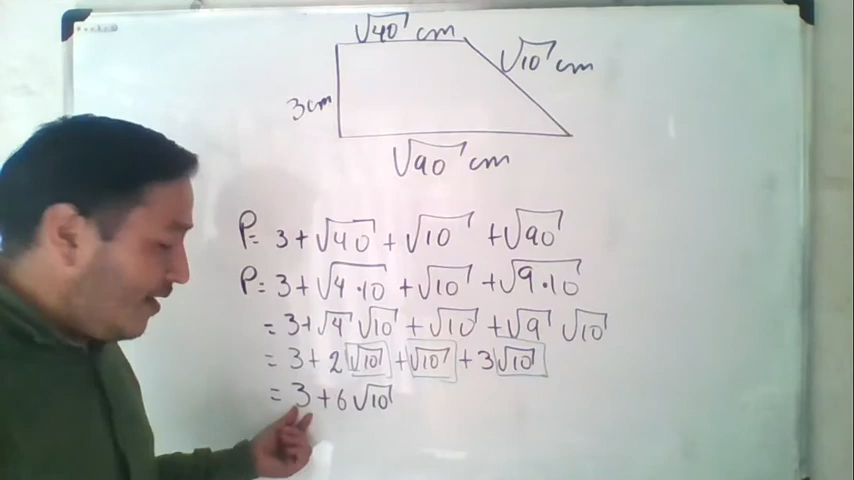 √40 cm
√10 cm
3cm
√90 cm
P= 3+√40 + √10 + √90
P= 3+√4·10 +√10 +√9·10
= 3+√4 √10 + √10 + √9 √10
= 3+ 2√10 +√10 + 3√10
= 3+6√10